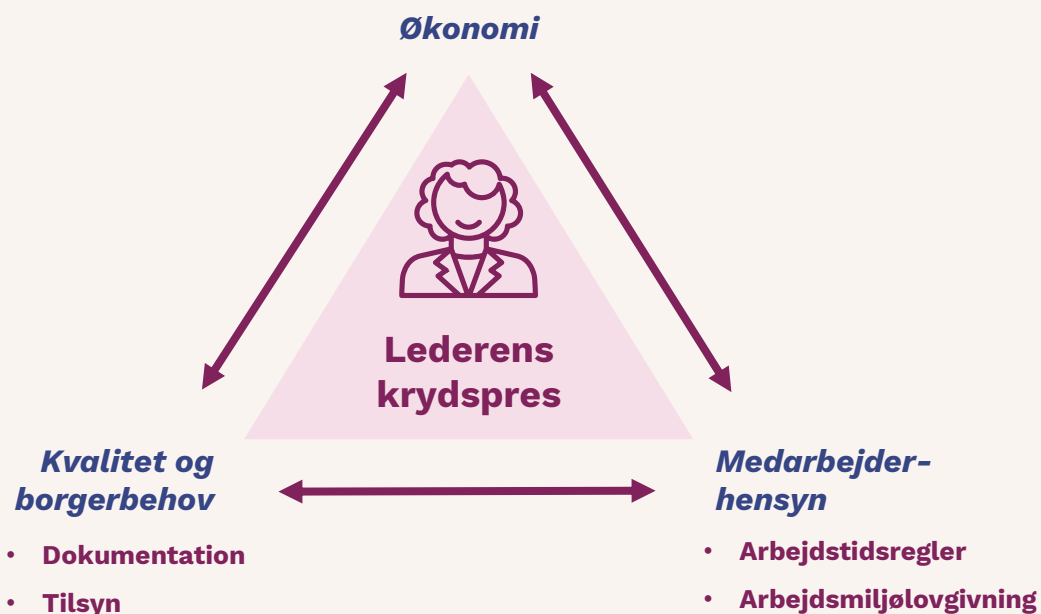 Økonomi
Lederens
krydspres
Kvalitet og
borgerbehov
• Dokumentation
• Tilsyn
Medarbejder-
hensyn
• Arbejdstidsregler
• Arbejdsmiljølovgivning